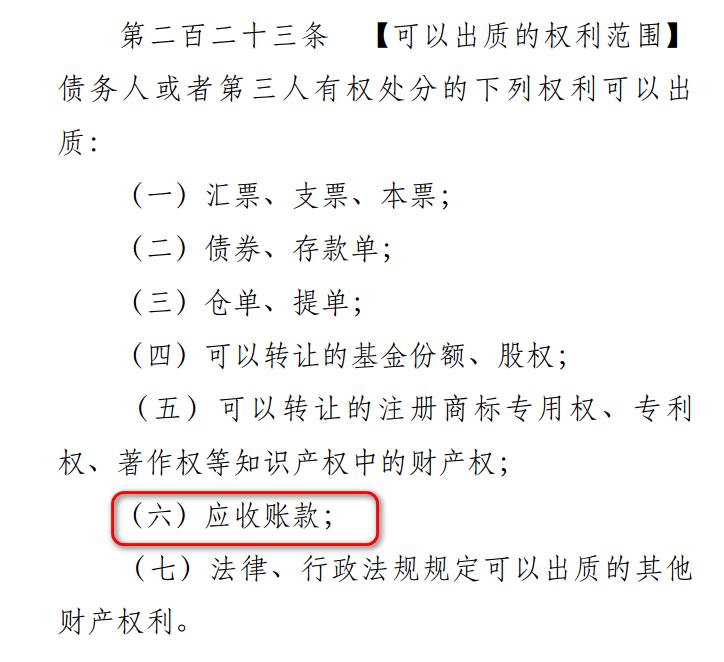 第二百二十三条 【可以出质的权利范围】
债务人或者第三人有权处分的下列权利可以出
质：
（一）汇票、支票、本票；
（二）债券、存款单；
（三）仓单、提单；
（四）可以转让的基金份额、股权；
（五）可以转让的注册商标专用权、专利
权、著作权等知识产权中的财产权；
（六）应收账款；
（七）法律、行政法规规定可以出质的其他
财产权利。